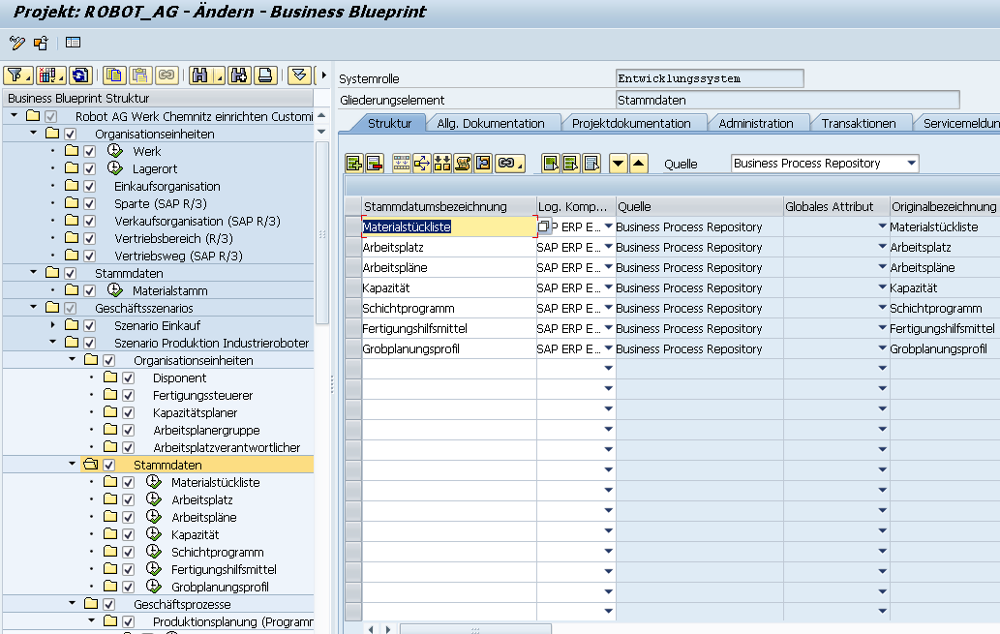 Projekt: ROBOT_AG - Ändern - Business Blueprint
Systemrolle Entwicklungssystem
Gliederungselement Stammdaten
Struktur Allg. Dokumentation Projektdokumentation Administration Transaktionen Servicemeldun
Quelle Business Process Repository
Business Blueprint Struktur
Robot AG Werk Chemnitz einrichten Customi
Organisationseinheiten
Werk
Lagerort
Einkaufsorganisation
Sparte (SAP R/3)
Verkaufsorganisation (SAP R/3)
Vertriebsbereich (R/3)
Vertriebsweg (SAP R/3)
Stammdaten
Materialstamm
Geschäftsszenarios
Szenario Einkauf
Szenario Produktion Industrieroboter
Organisationseinheiten
Disponent
Fertigungssteuerer
Kapazitätsplaner
Arbeitsplanergruppe
Arbeitsplatzverantwortlicher
Stammdaten
Materialstückliste
Arbeitsplatz
Arbeitspläne
Kapazität
Schichtprogramm
Fertigungshilfsmittel
Grobplanungsprofil
Geschäftsprozesse
Produktionsplanung (Programm
Stammdatumsbezeichnung Log. Komp... Quelle Globales Attribut Originalbezeichnung
Materialstückliste P ERP E... Business Process Repository Materialstückliste
Arbeitsplatz SAP ERP E... Business Process Repository Arbeitsplatz
Arbeitspläne SAP ERP E... Business Process Repository Arbeitspläne
Kapazität SAP ERP E... Business Process Repository Kapazität
Schichtprogramm SAP ERP E... Business Process Repository Schichtprogramm
Fertigungshilfsmittel SAP ERP E... Business Process Repository Fertigungshilfsmittel
Grobplanungsprofil SAP ERP E... Business Process Repository Grobplanungsprofil